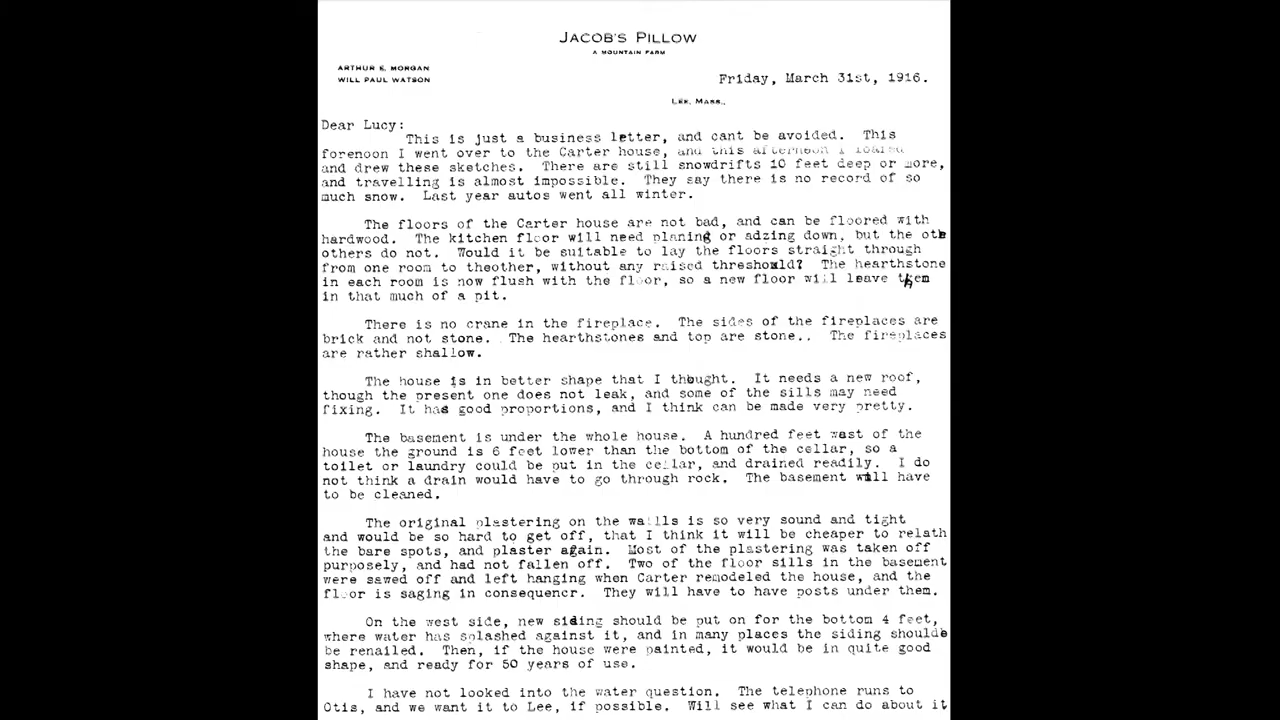 JACOB'S PILLOW
A MOUNTAIN FARM
ARTHUR E. MORGAN
WILL PAUL WATSON
Friday, March 31st, 1916.
LEE, MASS.,
Dear Lucy:
This is just a business letter, and cant be avoided. This
forenoon I went over to the Carter house, and this afternoon I
and drew these sketches. There are still snowdrifts 10 feet deep or more,
and travelling is almost impossible. They say there is no record of so
much snow. Last year autos went all winter.
The floors of the Carter house are not bad, and can be floored with
hardwood. The kitchen floor will need planing or adzing down, but the oth
others do not. Would it be suitable to lay the floors straight through
from one room to theother, without any raised threshould? The hearthstone
in each room is now flush with the floor, so a new floor will leave them
in that much of a pit.
There is no crane in the fireplace. The sides of the fireplaces are
brick and not stone. The hearthstones and top are stone.. The fireplaces
are rather shallow.
The house is in better shape that I thought. It needs a new roof,
though the present one does not leak, and some of the sills may need
fixing. It has good proportions, and I think can be made very pretty.
The basement is under the whole house. A hundred feet wast of the
house the ground is 6 feet lower than the bottom of the cellar, so a
toilet or laundry could be put in the cellar, and drained readily. I do
not think a drain would have to go through rock. The basement will have
to be cleaned.
The original plastering on the wallls is so very sound and tight
and would be so hard to get off, that I think it will be cheaper to relath
the bare spots, and plaster again. Most of the plastering was taken off
purposely, and had not fallen off. Two of the floor sills in the basement
were sawed off and left hanging when Carter remodeled the house, and the
floor is saging in consequencr. They will have to have posts under them.
On the west side, new siding should be put on for the bottom 4 feet,
where water has splashed against it, and in many places the siding should
be renailed. Then, if the house were painted, it would be in quite good
shape, and ready for 50 years of use.
I have not looked into the water question. The telephone runs to
Otis, and we want it to Lee, if possible. Will see what I can do about it